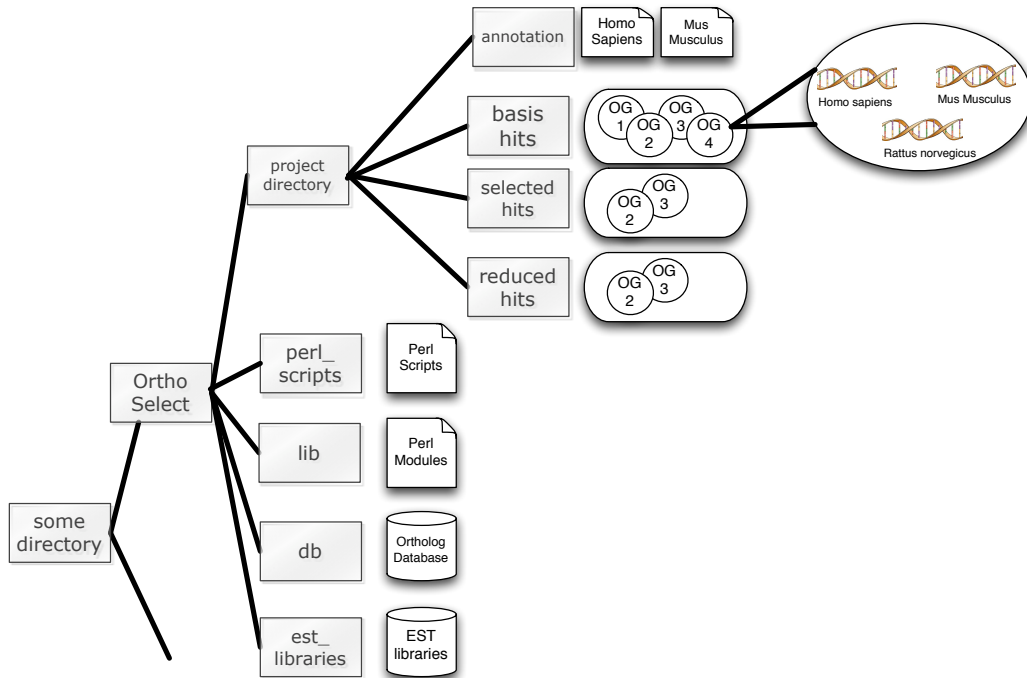 annotation
Homo
Sapiens
Mus
Musculus
basis
hits
OG
1
OG
2
OG
3
OG
4
Homo sapiens
Mus Musculus
Rattus norvegicus
project
directory
selected
hits
OG
2
OG
3
reduced
hits
OG
2
OG
3
Ortho
Select
perl_
scripts
Perl
Scripts
lib
Perl
Modules
some
directory
db
Ortholog
Database
est_
libraries
EST
libraries